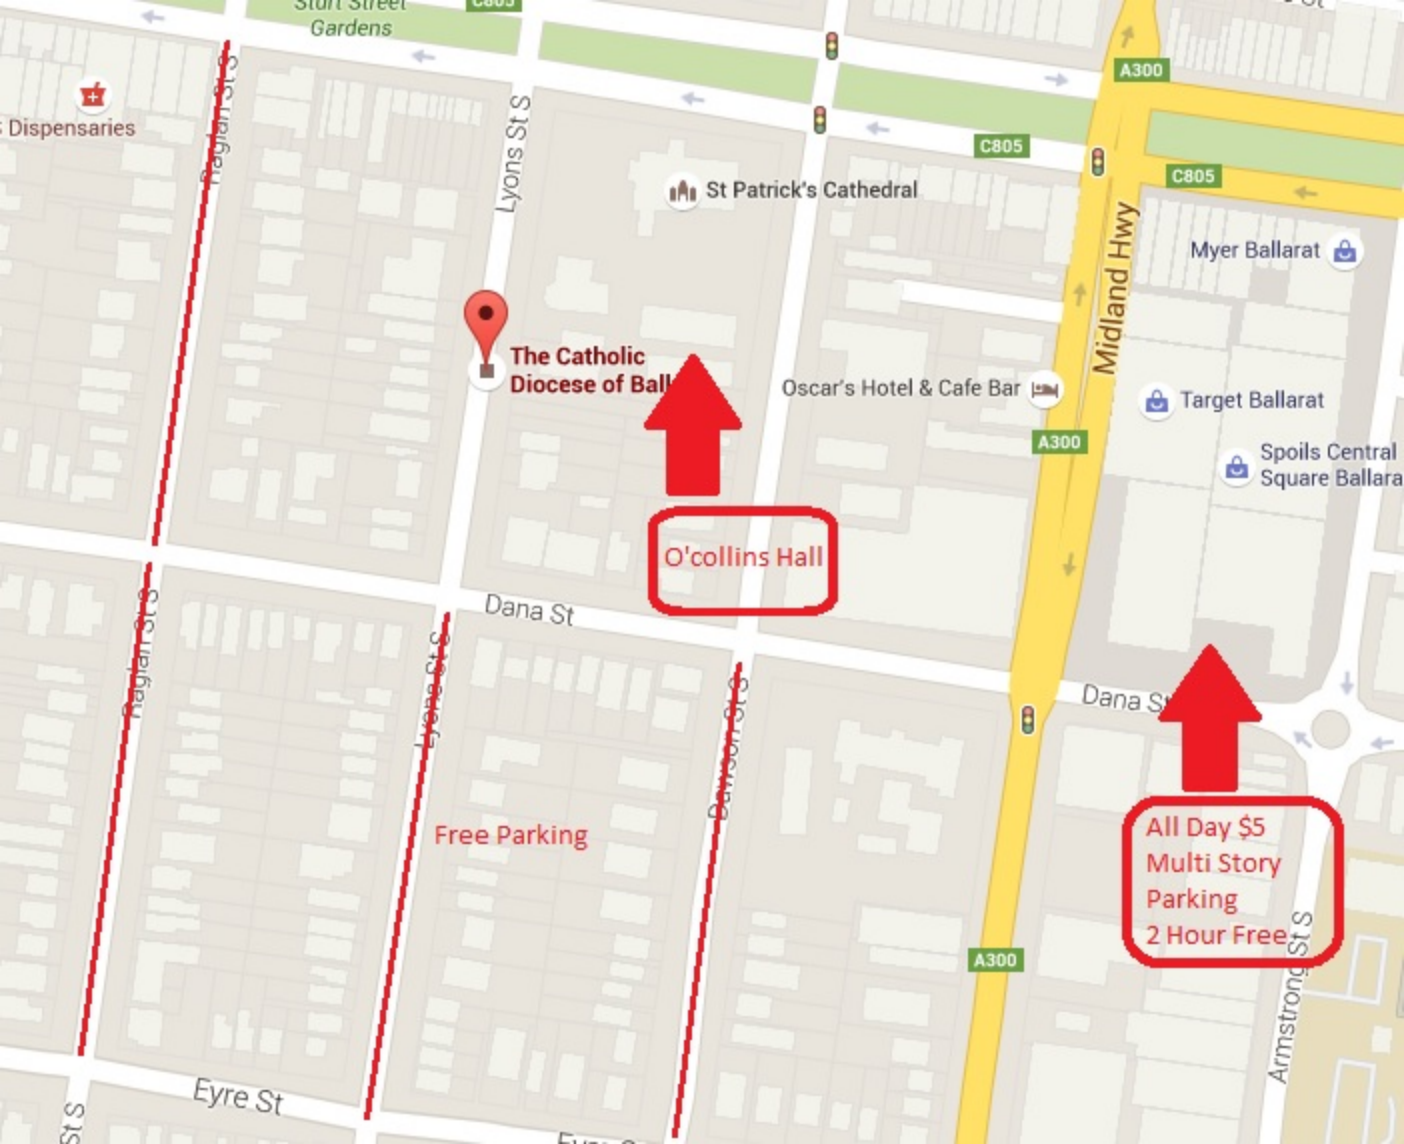 Sturt Street
Gardens
C805
A300
Raglan St S
Lyons St S
Dispensaries
C805
C805
St Patrick's Cathedral
Midland Hwy
Myer Ballarat
The Catholic
Diocese of Ball
Oscar's Hotel & Cafe Bar
Target Ballarat
A300
Spoils Central
Square Ballara
O'collins Hall
Dana St
Raglan St S
Lyons St S
Dawson St S
Dana St
Free Parking
All Day $5
Multi Story
Parking
2 Hour Free
A300
Armstrong St S
Eyre St
St S